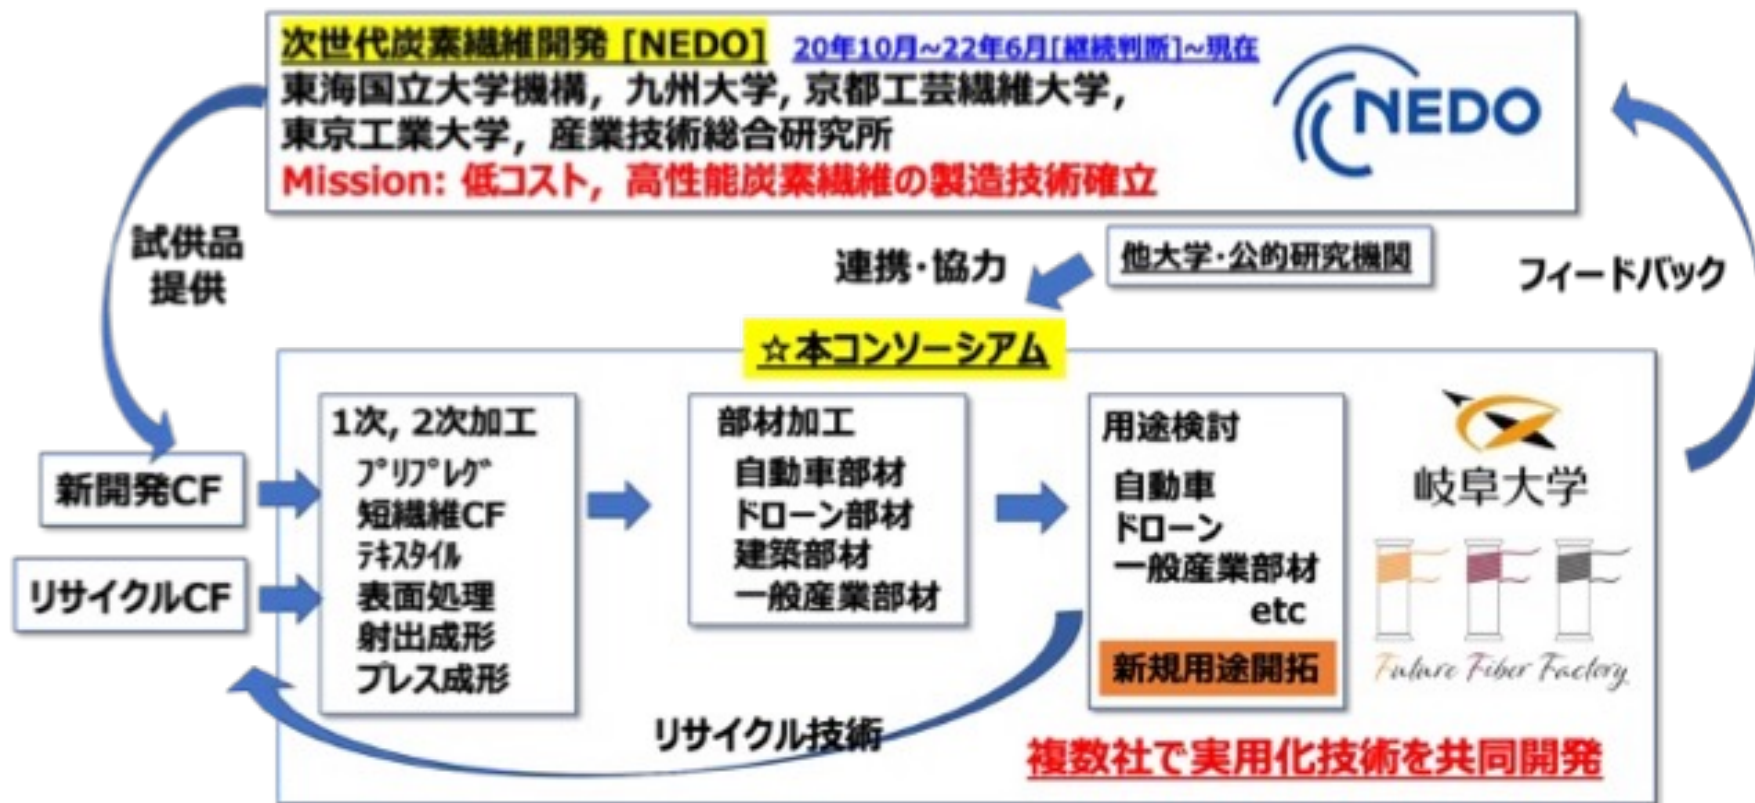 次世代炭素繊維開発 [NEDO] 20年10月~22年6月[継続判断]~現在
東海国立大学機構, 九州大学, 京都工芸繊維大学,
東京工業大学, 産業技術総合研究所
Mission: 低コスト, 高性能炭素繊維の製造技術確立
NEDO
試供品
提供
連携・協力
他大学・公的研究機関
フィードバック
☆本コンソーシアム
新開発CF
リサイクルCF
1次, 2次加工
プリプレグ
短繊維CF
テキスタイル
表面処理
射出成形
プレス成形
部材加工
自動車部材
ドローン部材
建築部材
一般産業部材
用途検討
自動車
ドローン
一般産業部材
etc
新規用途開拓
岐阜大学
Future Fiber Factory
リサイクル技術
複数社で実用化技術を共同開発